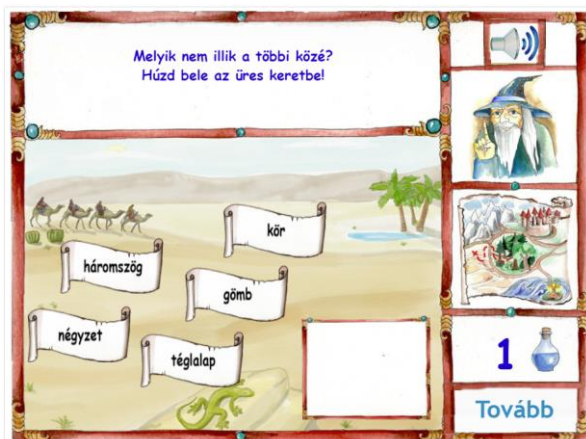 Melyik nem illik a többi közé?
Húzd bele az üres keretbe!
kör
háromszög
gömb
négyzet
téglalap
1
Tovább